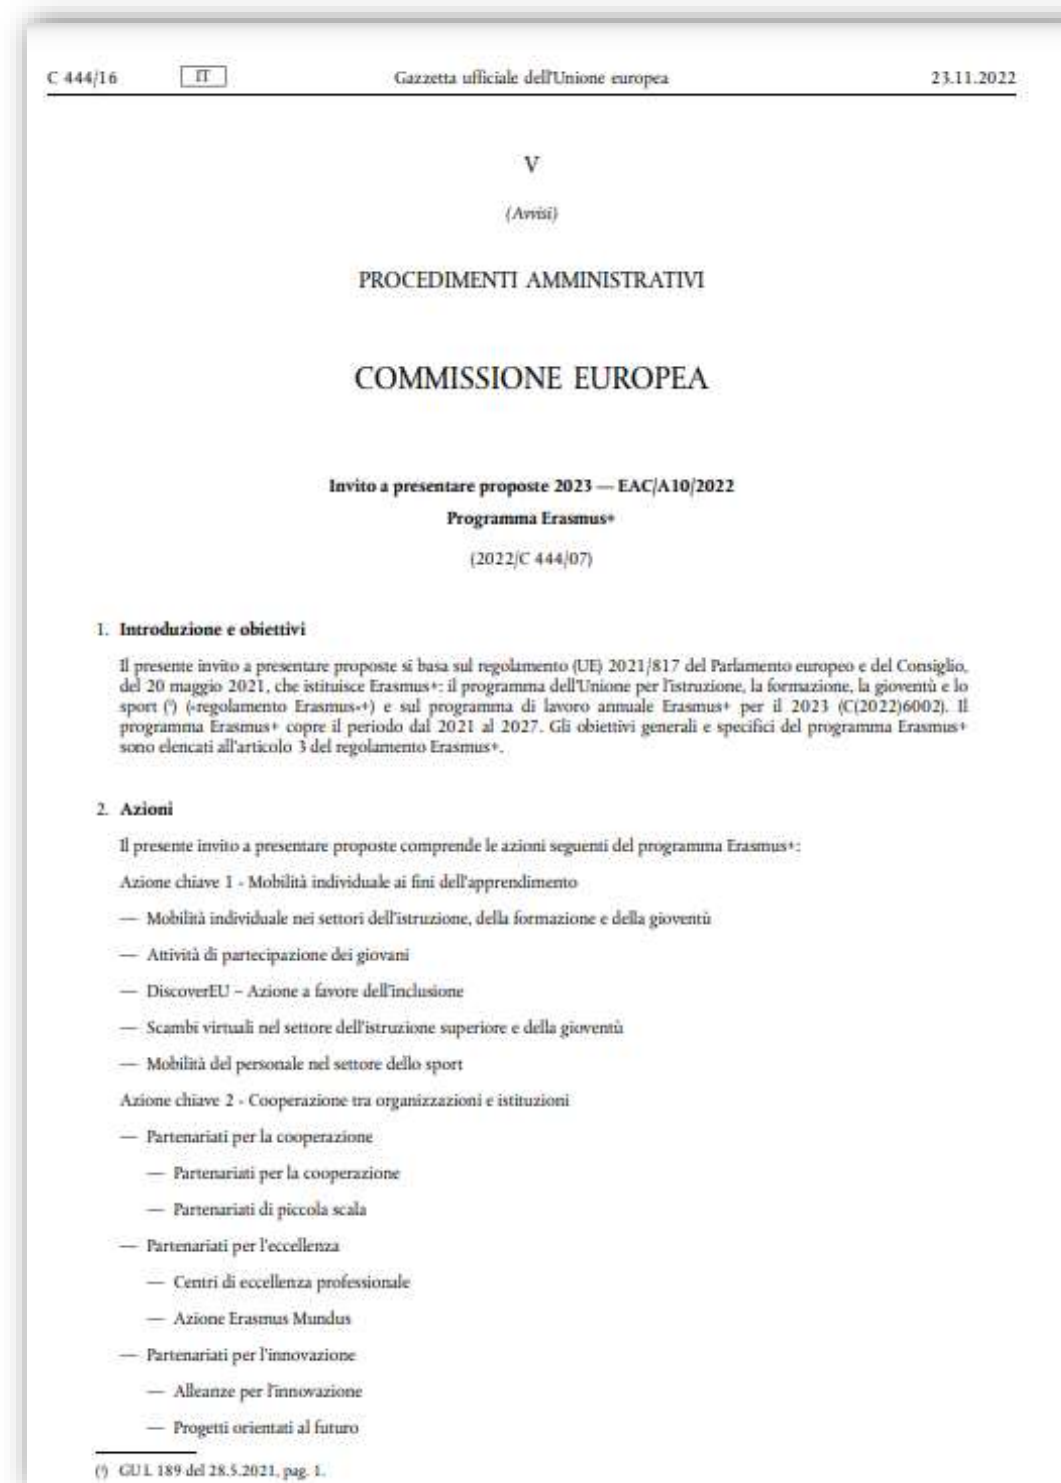 C 444/16 IT Gazzetta ufficiale dell'Unione europea 23.11.2022
V
(Avvisi)
PROCEDIMENTI AMMINISTRATIVI
COMMISSIONE EUROPEA
Invito a presentare proposte 2023 — EAC/A10/2022
Programma Erasmus+
(2022/C 444/07)
1. Introduzione e obiettivi
Il presente invito a presentare proposte si basa sul regolamento (UE) 2021/817 del Parlamento europeo e del Consiglio,
del 20 maggio 2021, che istituisce Erasmus+: il programma dell'Unione per l'istruzione, la formazione, la gioventù e lo
sport (¹) («regolamento Erasmus+») e sul programma di lavoro annuale Erasmus+ per il 2023 (C(2022)6002). Il
programma Erasmus+ copre il periodo dal 2021 al 2027. Gli obiettivi generali e specifici del programma Erasmus+
sono elencati all'articolo 3 del regolamento Erasmus+.
2. Azioni
Il presente invito a presentare proposte comprende le azioni seguenti del programma Erasmus+:
Azione chiave 1 - Mobilità individuale ai fini dell'apprendimento
— Mobilità individuale nei settori dell'istruzione, della formazione e della gioventù
— Attività di partecipazione dei giovani
— DiscoverEU – Azione a favore dell'inclusione
— Scambi virtuali nel settore dell'istruzione superiore e della gioventù
— Mobilità del personale nel settore dello sport
Azione chiave 2 - Cooperazione tra organizzazioni e istituzioni
— Partenariati per la cooperazione
— Partenariati per la cooperazione
— Partenariati di piccola scala
— Partenariati per l'eccellenza
— Centri di eccellenza professionale
— Azione Erasmus Mundus
— Partenariati per l'innovazione
— Alleanze per l'innovazione
— Progetti orientati al futuro
(¹) GU L 189 del 28.5.2021, pag. 1.